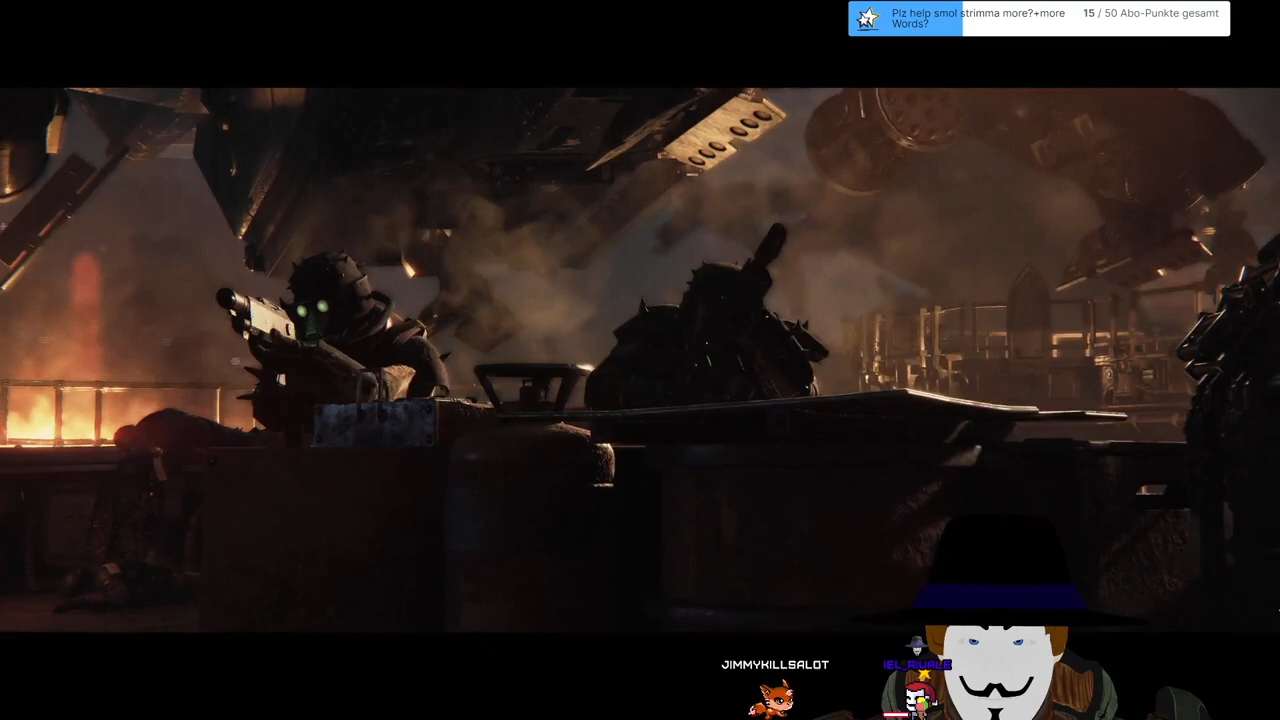 Plz help smol strimma more?+more
Words?
15 / 50 Abo-Punkte gesamt
JIMMYKILLSALOT
IEL_RIVALE